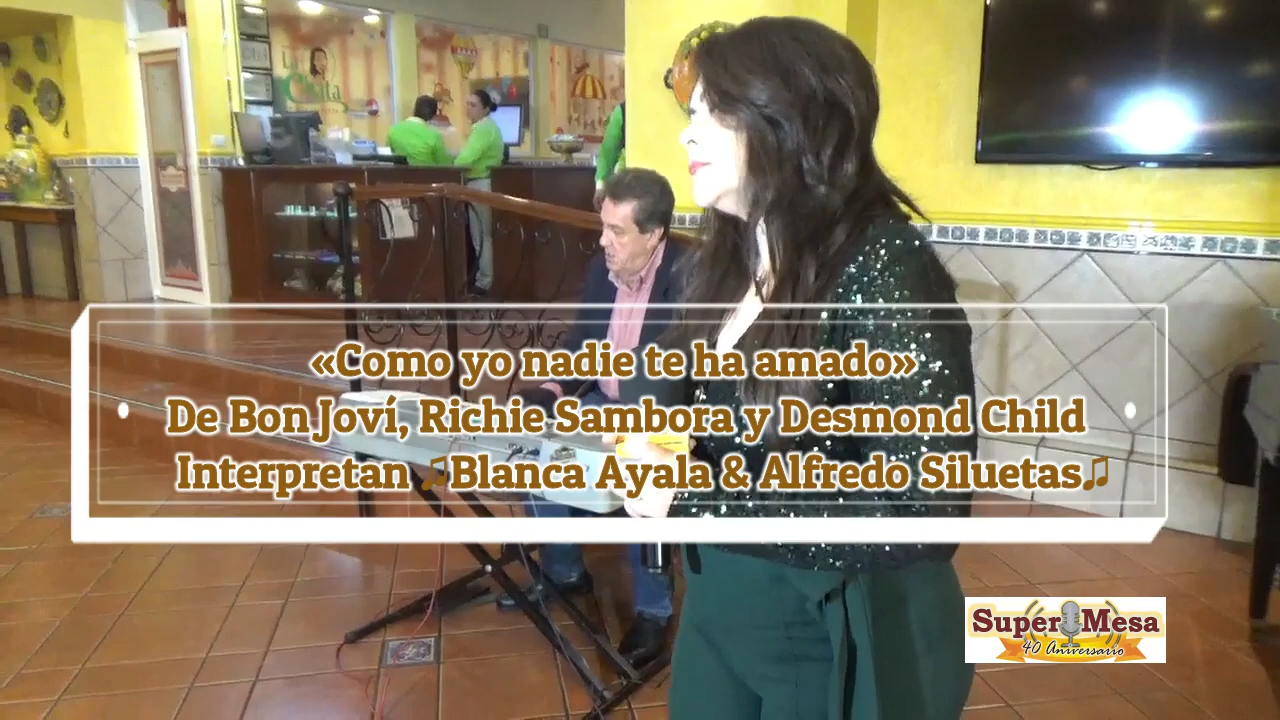 «Como yo nadie te ha amado»
De Bon Joví, Richie Sambora y Desmond Child
Interpretan ♫Blanca Ayala & Alfredo Siluetas♫
Super Mesa
40 Aniversario